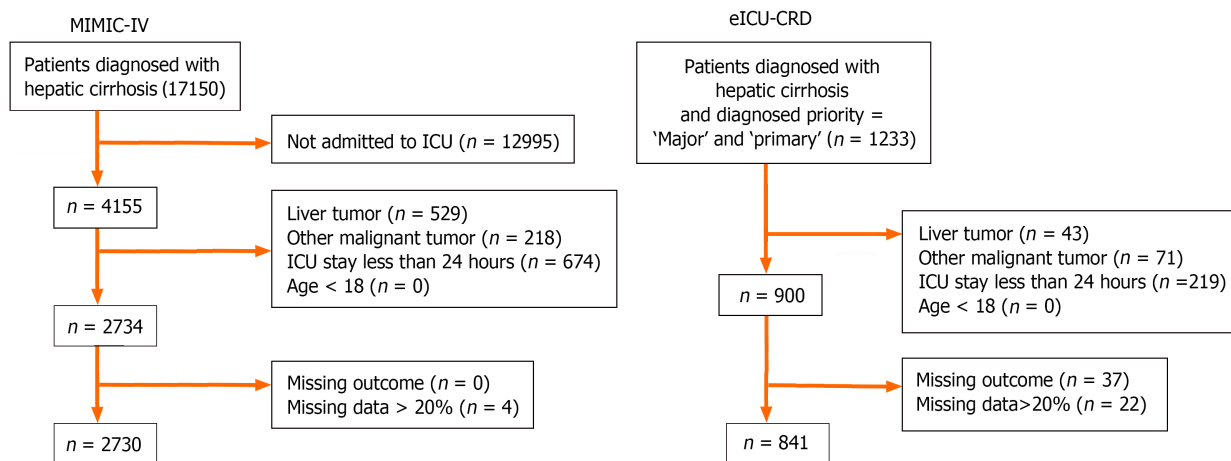 MIMIC-IV
Patients diagnosed with
hepatic cirrhosis (17150)
Not admitted to ICU (n = 12995)
n = 4155
Liver tumor (n = 529)
Other malignant tumor (n = 218)
ICU stay less than 24 hours (n = 674)
Age < 18 (n = 0)
n = 2734
Missing outcome (n = 0)
Missing data > 20% (n = 4)
n = 2730
eICU-CRD
Patients diagnosed with
hepatic cirrhosis
and diagnosed priority =
‘Major’ and ‘primary’ (n = 1233)
Liver tumor (n = 43)
Other malignant tumor (n = 71)
ICU stay less than 24 hours (n =219)
Age < 18 (n = 0)
n = 900
Missing outcome (n = 37)
Missing data>20% (n = 22)
n = 841